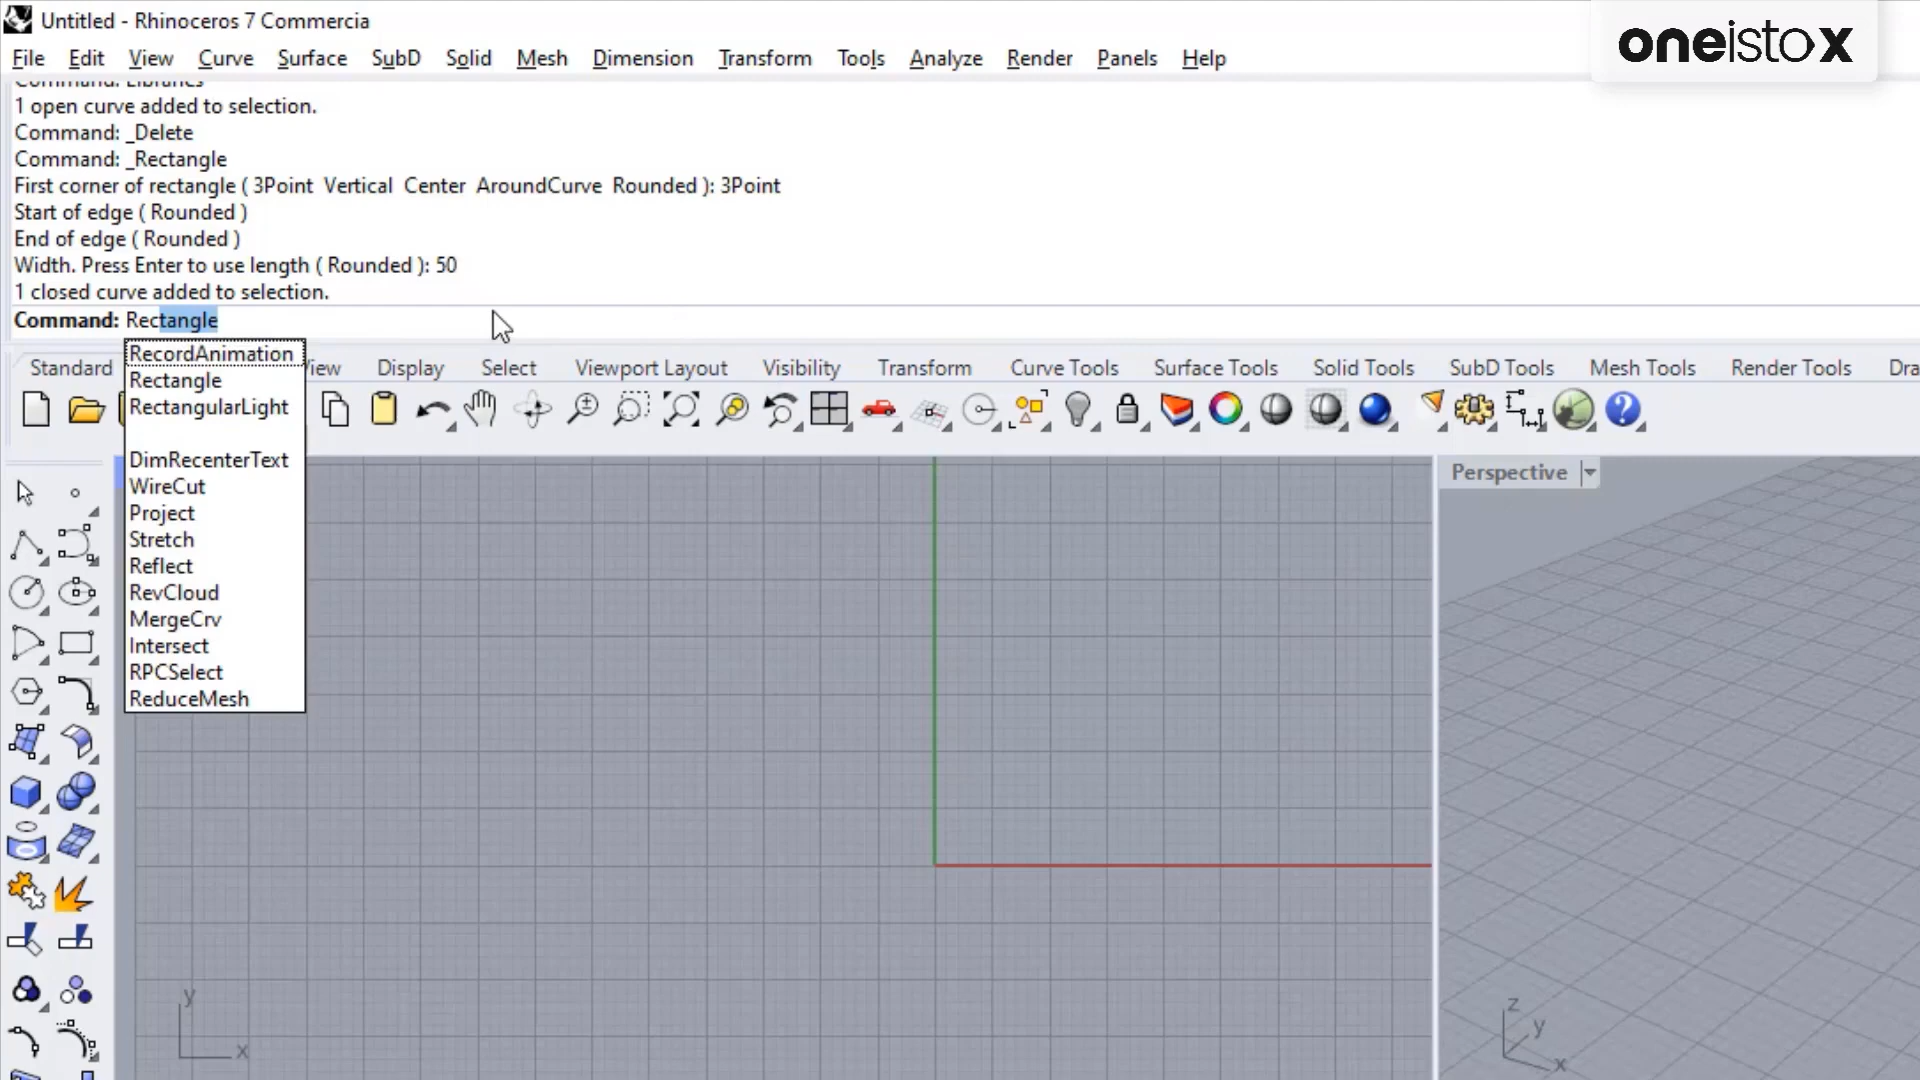 Untitled - Rhinoceros 7 Commercia
oneistox
File Edit View Curve Surface SubD Solid Mesh Dimension Transform Tools Analyze Render Panels Help
Command: Libraries
1 open curve added to selection.
Command: _Delete
Command: _Rectangle
First corner of rectangle ( 3Point Vertical Center AroundCurve Rounded ): 3Point
Start of edge ( Rounded )
End of edge ( Rounded )
Width. Press Enter to use length ( Rounded ): 50
1 closed curve added to selection.
Command: Rectangle
RecordAnimation
Rectangle
RectangularLight
DimRecenterText
WireCut
Project
Stretch
Reflect
RevCloud
MergeCrv
Intersect
RPCSelect
ReduceMesh
Standard View Display Select Viewport Layout Visibility Transform Curve Tools Surface Tools Solid Tools SubD Tools Mesh Tools Render Tools Dra
Perspective
y
x
z
y
x